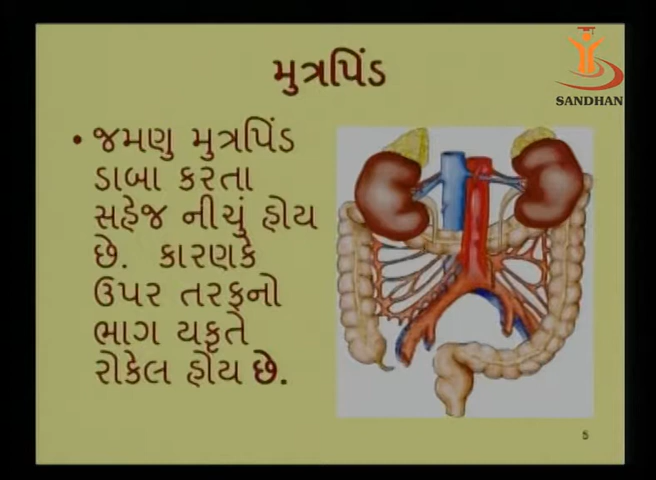 SANDHAN
મુત્રપિંડ
• જમણુ મુત્રપિંડ
ડાબા કરતા
સહેજ નીચું હોય
છે. કારણકે
ઉપર તરફનો
ભાગ યકૃતે
રોકેલ હોય છે.
5